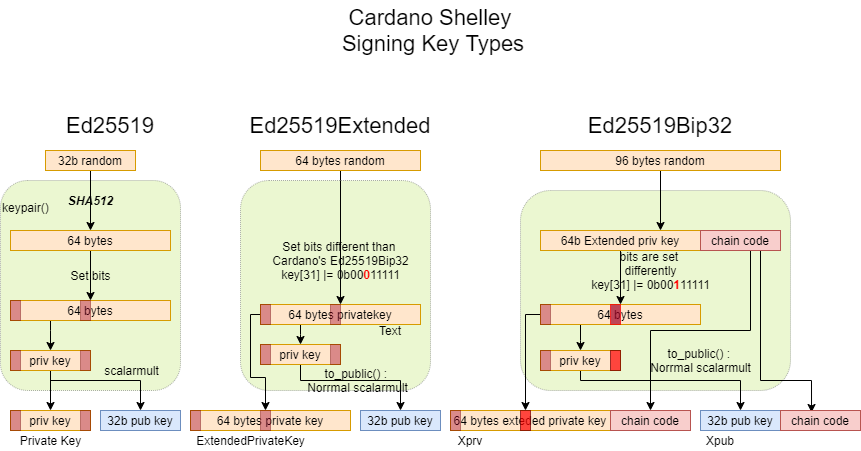 Cardano Shelley
Signing Key Types
Ed25519
Ed25519Extended
Ed25519Bip32
32b random
64 bytes random
96 bytes random
SHA512
keypair()
64 bytes
Set bits
64 bytes
priv key
scalarmult
priv key
32b pub key
Private Key
Set bits different than
Cardano's Ed25519Bip32
key[31] |= 0b00011111
64 bytes privatekey
Text
priv key
to_public() :
Norrmal scalarmult
64 bytes private key
32b pub key
ExtendedPrivateKey
64b Extended priv key
chain code
bits are set
differently
key[31] |= 0b00111111
64 bytes
priv key
to_public() :
Norrmal scalarmult
64 bytes exteded private key
chain code
32b pub key
chain code
Xprv
Xpub